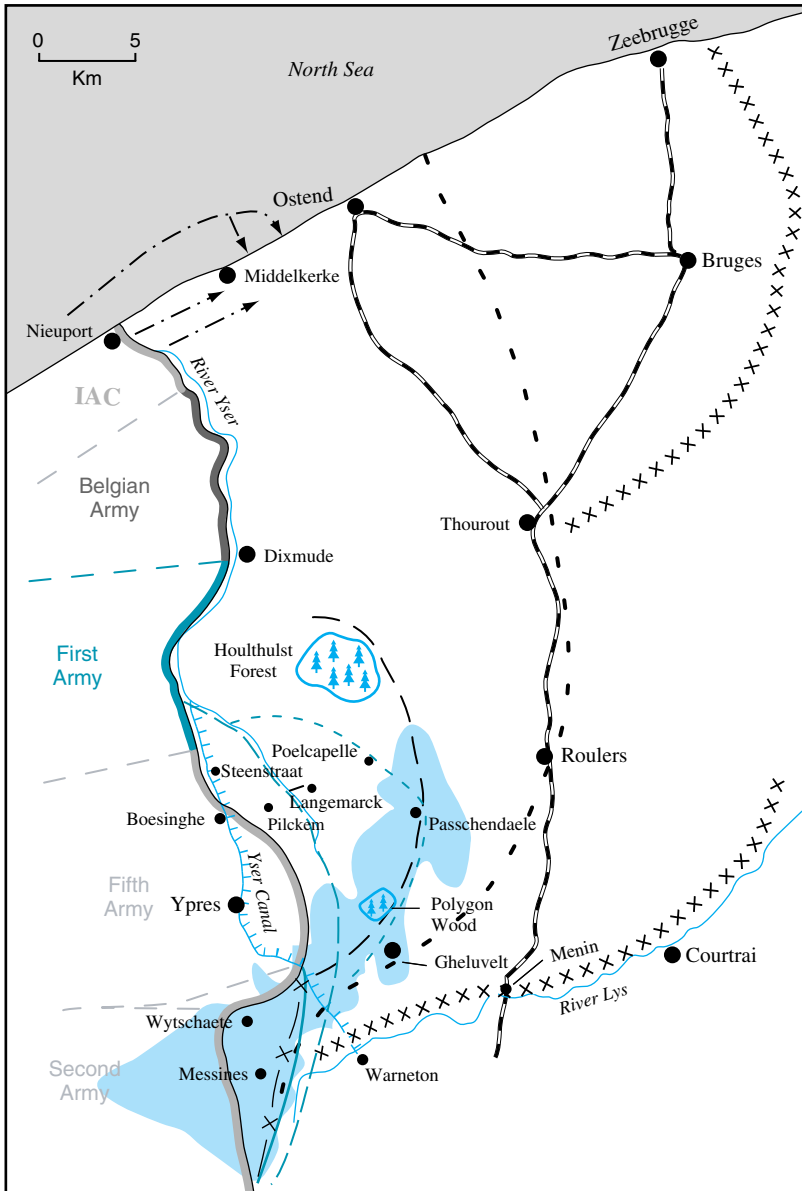 0 5
Km
North Sea
Zeebrugge
Ostend
Bruges
Middelkerke
Nieuport
River Yser
IAC
Belgian
Army
Thourout
Dixmude
First
Army
Houlthulst
Forest
Poelcapelle
Roulers
Steenstraat
Langemarck
Boesinghe
Pilckem
Passchendaele
Yser Canal
Fifth
Army
Ypres
Polygon
Wood
Gheluvelt
Menin
Courtrai
River Lys
Wytschaete
Second
Army
Messines
Warneton